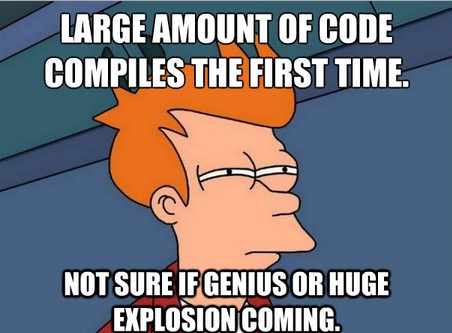 LARGE AMOUNT OF CODE
COMPILES THE FIRST TIME.
NOT SURE IF GENIUS OR HUGE
EXPLOSION COMING.